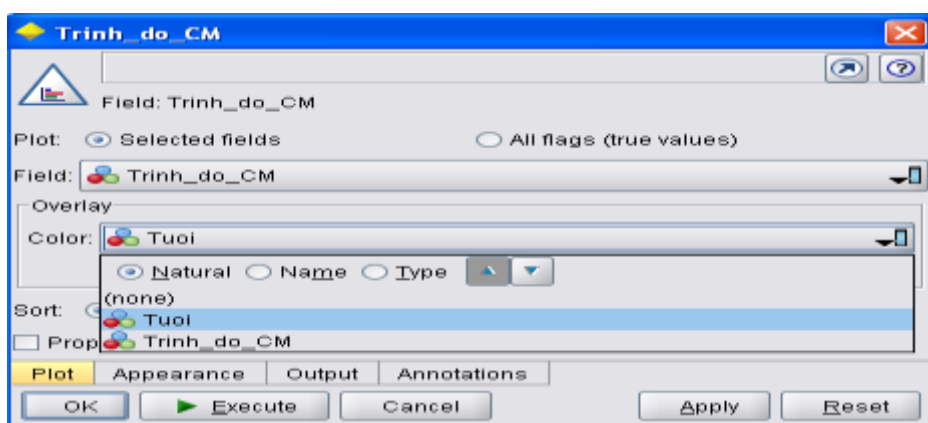 Trinh_do_CM
Field: Trinh_do_CM
Plot: Selected fields All flags (true values)
Field: Trinh_do_CM
Overlay
Color: Tuoi
Natural Name Type
(none)
Sort:
Tuoi
Prop Trinh_do_CM
Plot Appearance Output Annotations
OK Execute Cancel Apply Reset